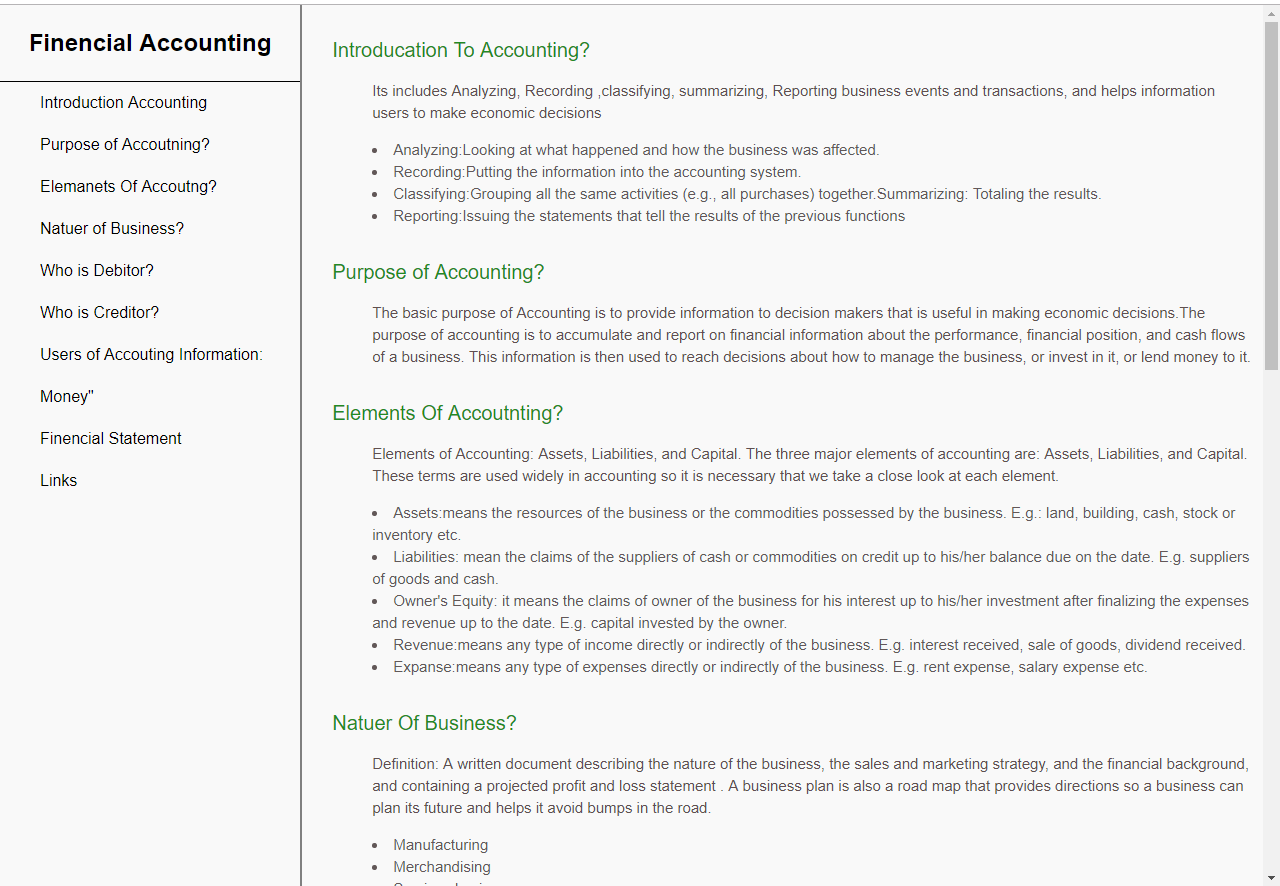 Finencial Accounting
Introduction Accounting
Purpose of Accoutning?
Elemanets Of Accoutng?
Natuer of Business?
Who is Debitor?
Who is Creditor?
Users of Accouting Information:
Money"
Finencial Statement
Links
Introducation To Accounting?
Its includes Analyzing, Recording ,classifying, summarizing, Reporting business events and transactions, and helps information
users to make economic decisions
• Analyzing:Looking at what happened and how the business was affected.
• Recording:Putting the information into the accounting system.
• Classifying:Grouping all the same activities (e.g., all purchases) together.Summarizing: Totaling the results.
• Reporting:Issuing the statements that tell the results of the previous functions
Purpose of Accounting?
The basic purpose of Accounting is to provide information to decision makers that is useful in making economic decisions.The
purpose of accounting is to accumulate and report on financial information about the performance, financial position, and cash flows
of a business. This information is then used to reach decisions about how to manage the business, or invest in it, or lend money to it.
Elements Of Accoutnting?
Elements of Accounting: Assets, Liabilities, and Capital. The three major elements of accounting are: Assets, Liabilities, and Capital.
These terms are used widely in accounting so it is necessary that we take a close look at each element.
• Assets:means the resources of the business or the commodities possessed by the business. E.g.: land, building, cash, stock or
inventory etc.
• Liabilities: mean the claims of the suppliers of cash or commodities on credit up to his/her balance due on the date. E.g. suppliers
of goods and cash.
• Owner's Equity: it means the claims of owner of the business for his interest up to his/her investment after finalizing the expenses
and revenue up to the date. E.g. capital invested by the owner.
• Revenue:means any type of income directly or indirectly of the business. E.g. interest received, sale of goods, dividend received.
• Expanse:means any type of expenses directly or indirectly of the business. E.g. rent expense, salary expense etc.
Natuer Of Business?
Definition: A written document describing the nature of the business, the sales and marketing strategy, and the financial background,
and containing a projected profit and loss statement . A business plan is also a road map that provides directions so a business can
plan its future and helps it avoid bumps in the road.
• Manufacturing
• Merchandising